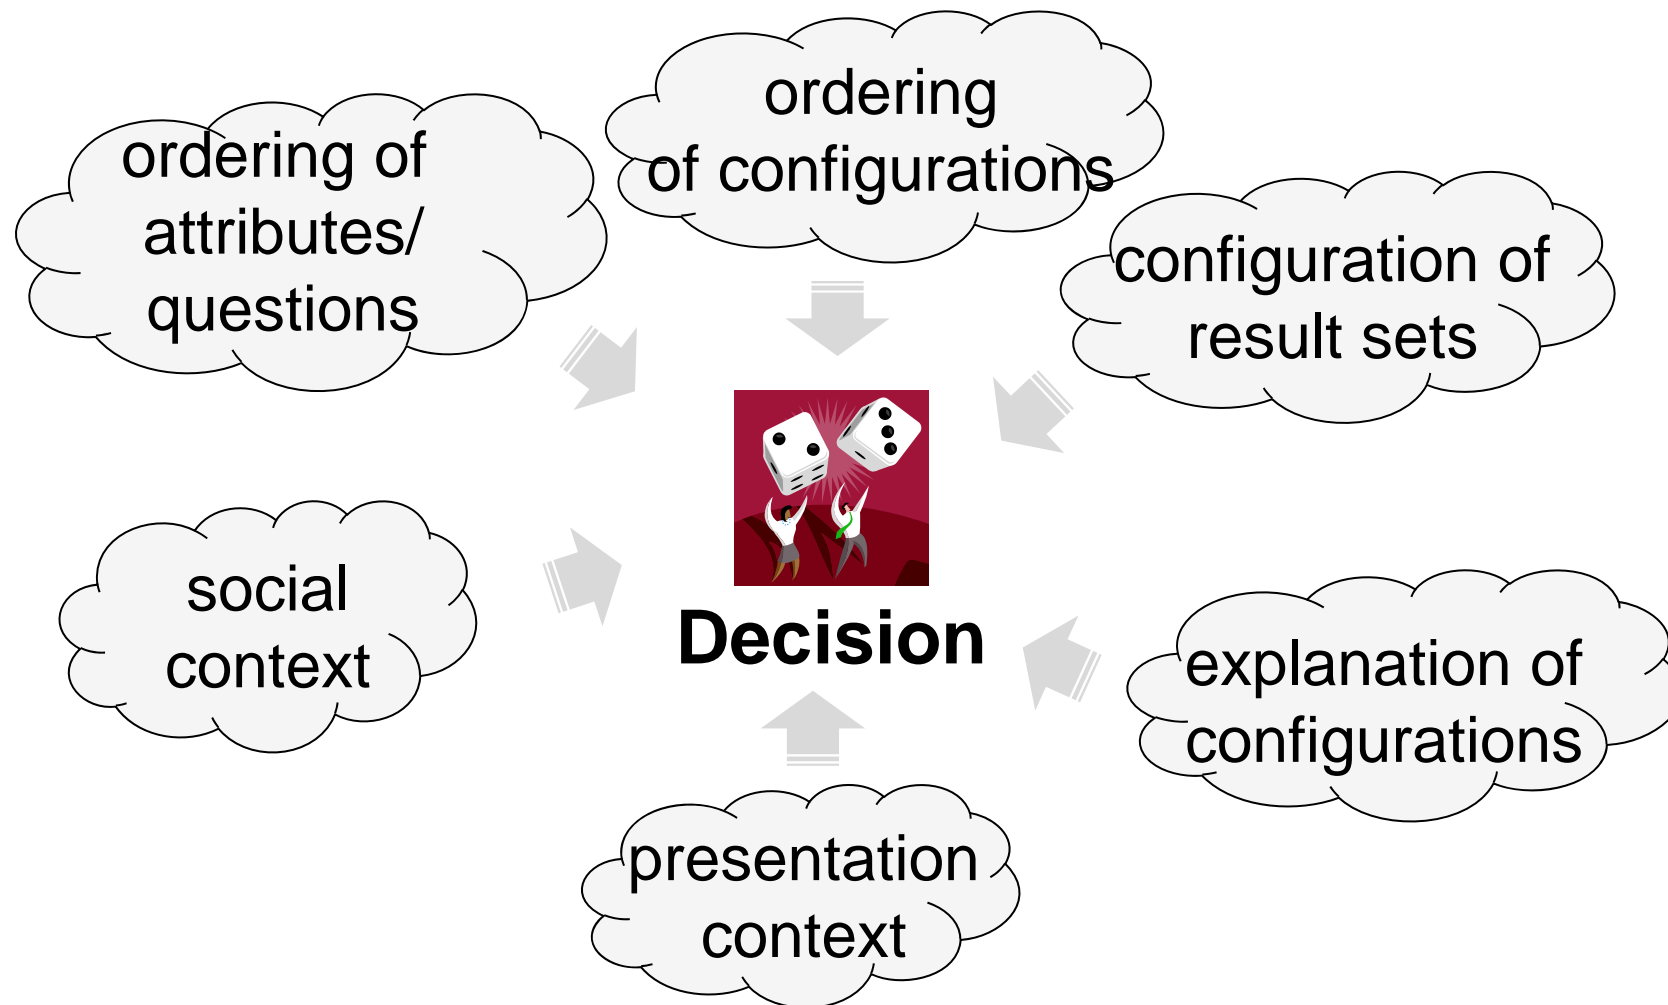 ordering
of configurations
ordering of
attributes/
questions
configuration of
result sets
social
context
Decision
explanation of
configurations
presentation
context